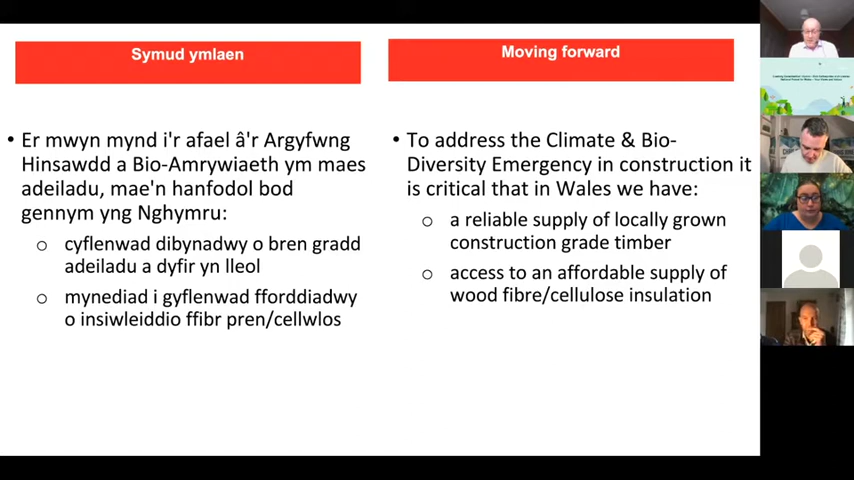 Symud ymlaen
• Er mwyn mynd i'r afael â'r Argyfwng
Hinsawdd a Bio-Amrywiaeth ym maes
adeiladu, mae'n hanfodol bod
gennym yng Nghymru:
o cyflenwad dibynadwy o bren gradd
adeiladu a dyfir yn lleol
o mynediad i gyflenwad fforddiadwy
o insiwleiddio ffibr pren/cellwlos
Moving forward
• To address the Climate & Bio-
Diversity Emergency in construction it
is critical that in Wales we have:
o a reliable supply of locally grown
construction grade timber
o access to an affordable supply of
wood fibre/cellulose insulation